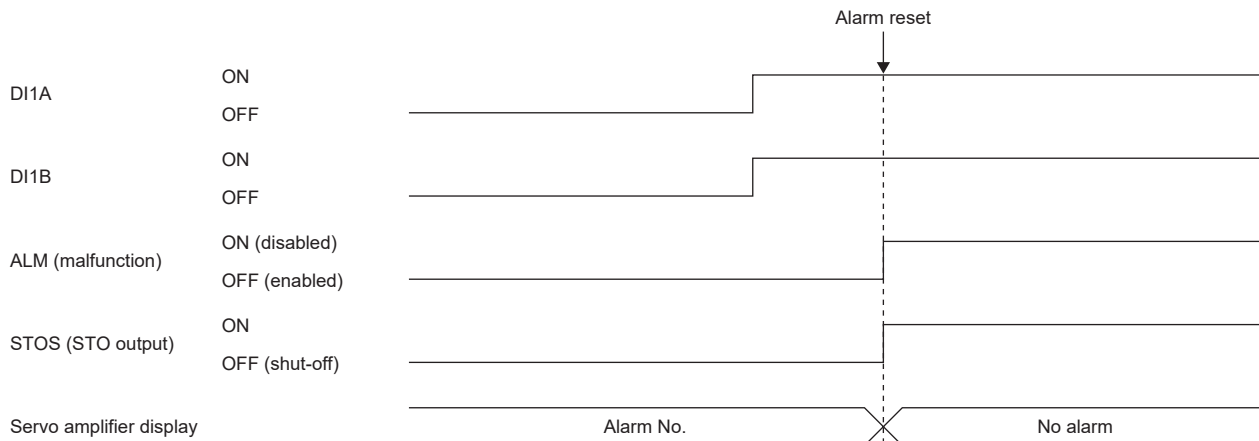 Alarm reset
DI1A
ON
OFF
DI1B
ON
OFF
ALM (malfunction)
ON (disabled)
OFF (enabled)
STOS (STO output)
ON
OFF (shut-off)
Servo amplifier display
Alarm No.
No alarm